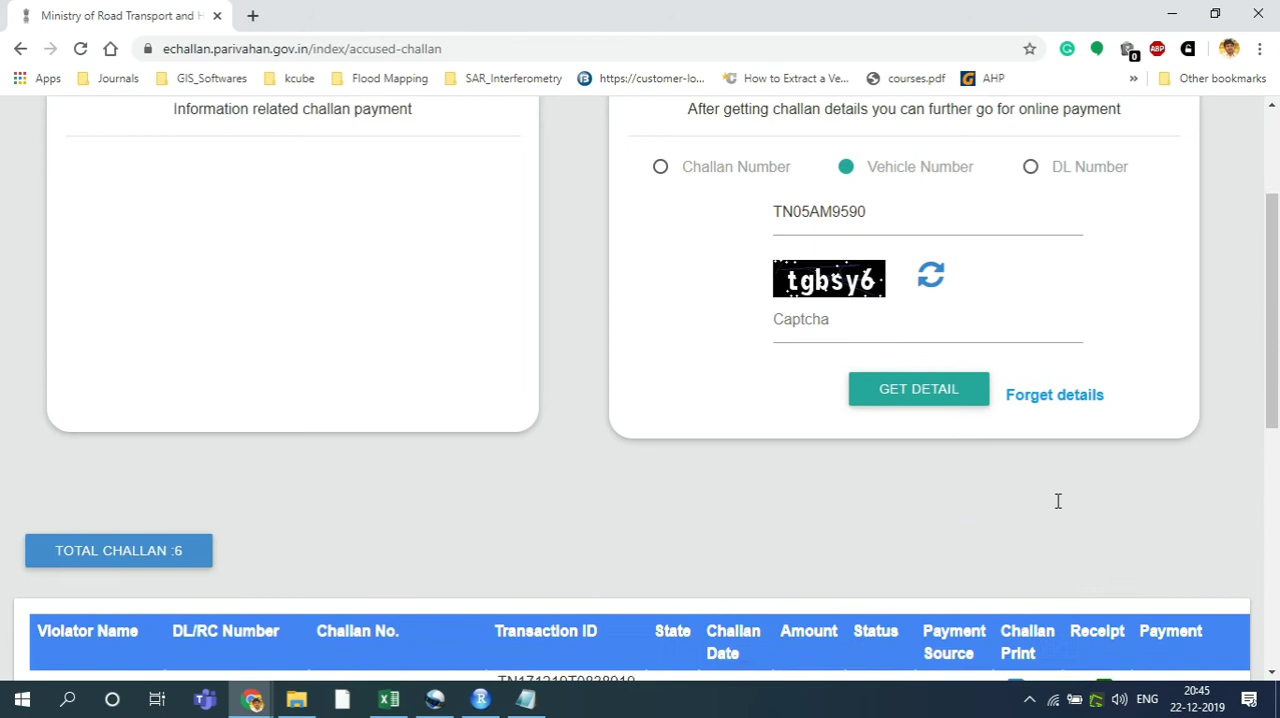 Ministry of Road Transport and H
echallan.parivahan.gov.in/index/accused-challan
Apps Journals GIS_Softwares kcube Flood Mapping SAR_Interferometry https://customer-lo... How to Extract a Ve... courses.pdf AHP » Other bookmarks
0
ABP
Information related challan payment
After getting challan details you can further go for online payment
Challan Number Vehicle Number DL Number
TN05AM9590
tgbsy6
Captcha
GET DETAIL Forget details
TOTAL CHALLAN :6
Violator Name DL/RC Number Challan No. Transaction ID State Challan Date Amount Status Payment Source Challan Print Receipt Payment
TN171219T0838919
ENG
20:45
22-12-2019